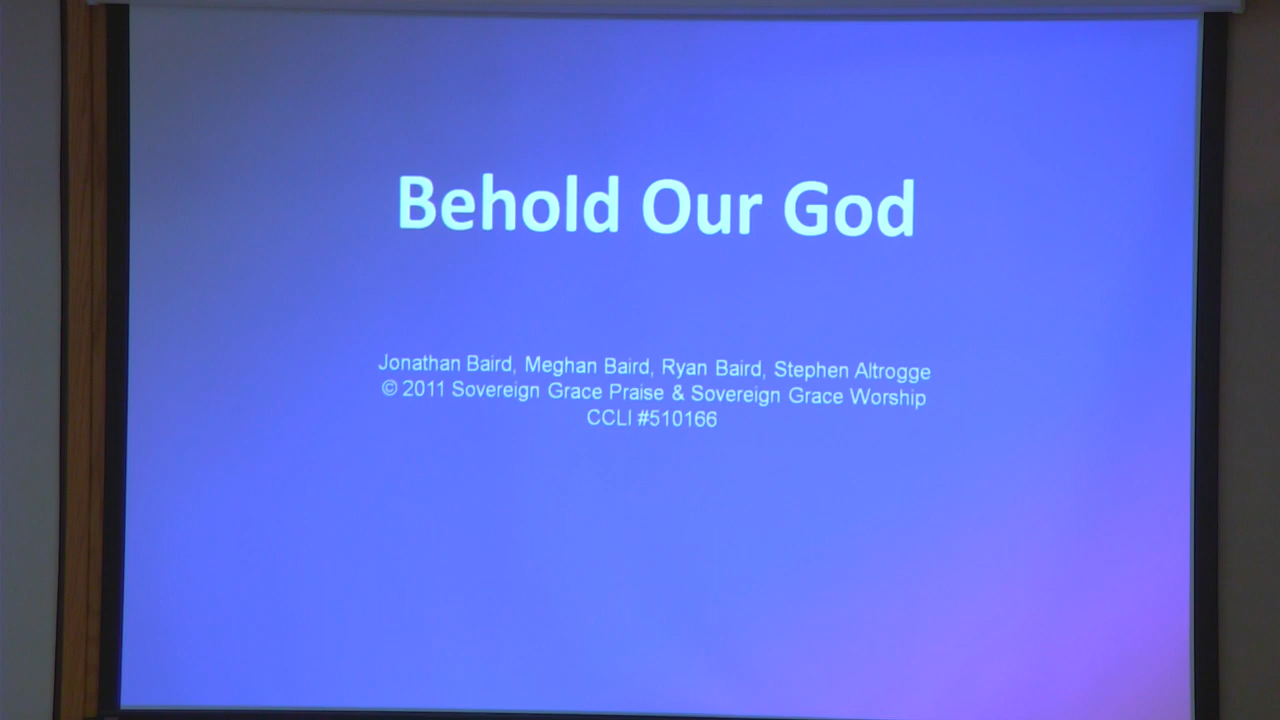 Behold Our God
Jonathan Baird, Meghan Baird, Ryan Baird, Stephen Altrogge
© 2011 Sovereign Grace Praise & Sovereign Grace Worship
CCLI #510166